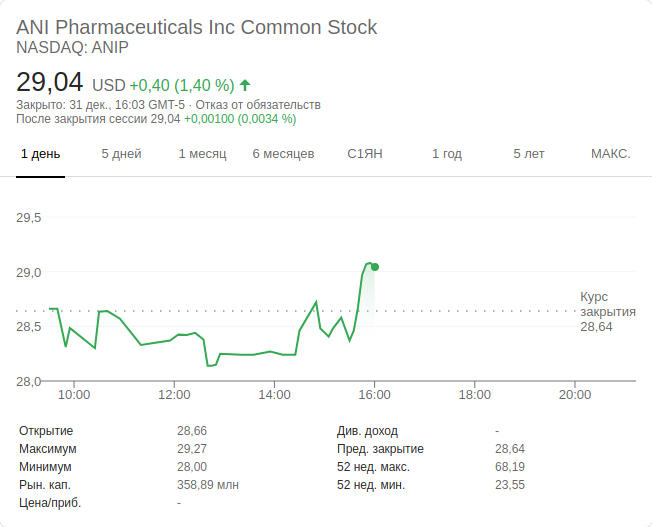 ANI Pharmaceuticals Inc Common Stock
NASDAQ: ANIP
29,04 USD +0,40 (1,40 %)
Закрыто: 31 дек., 16:03 GMT-5 · Отказ от обязательств
После закрытия сессии 29,04 +0,00100 (0,0034 %)
1 день 5 дней 1 месяц 6 месяцев С1ЯН 1 год 5 лет МАКС.
29,5
29,0
Курс
закрытия
28,64
28,5
28,0
10:00 12:00 14:00 16:00 18:00 20:00
Открытие 28,66 Див. доход -
Максимум 29,27 Пред. закрытие 28,64
Минимум 28,00 52 нед. макс. 68,19
Рын. кап. 358,89 млн 52 нед. мин. 23,55
Цена/приб. -